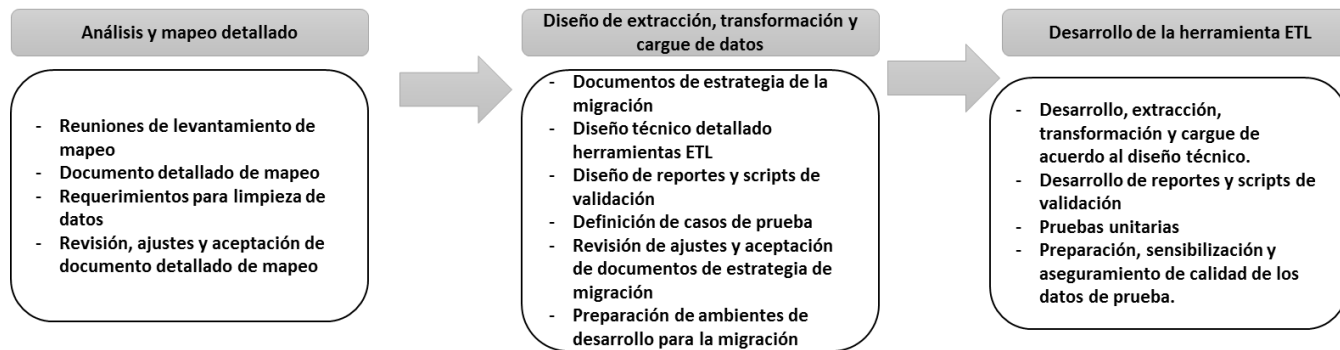 Análisis y mapeo detallado
- Reuniones de levantamiento de
mapeo
- Documento detallado de mapeo
- Requerimientos para limpieza de
datos
- Revisión, ajustes y aceptación de
documento detallado de mapeo
Diseño de extracción, transformación y
cargue de datos
- Documentos de estrategia de la
migración
- Diseño técnico detallado
herramientas ETL
- Diseño de reportes y scripts de
validación
- Definición de casos de prueba
- Revisión de ajustes y aceptación
de documentos de estrategia de
migración
- Preparación de ambientes de
desarrollo para la migración
Desarrollo de la herramienta ETL
- Desarrollo, extracción,
transformación y cargue de
acuerdo al diseño técnico.
- Desarrollo de reportes y scripts de
validación
- Pruebas unitarias
- Preparación, sensibilización y
aseguramiento de calidad de los
datos de prueba.